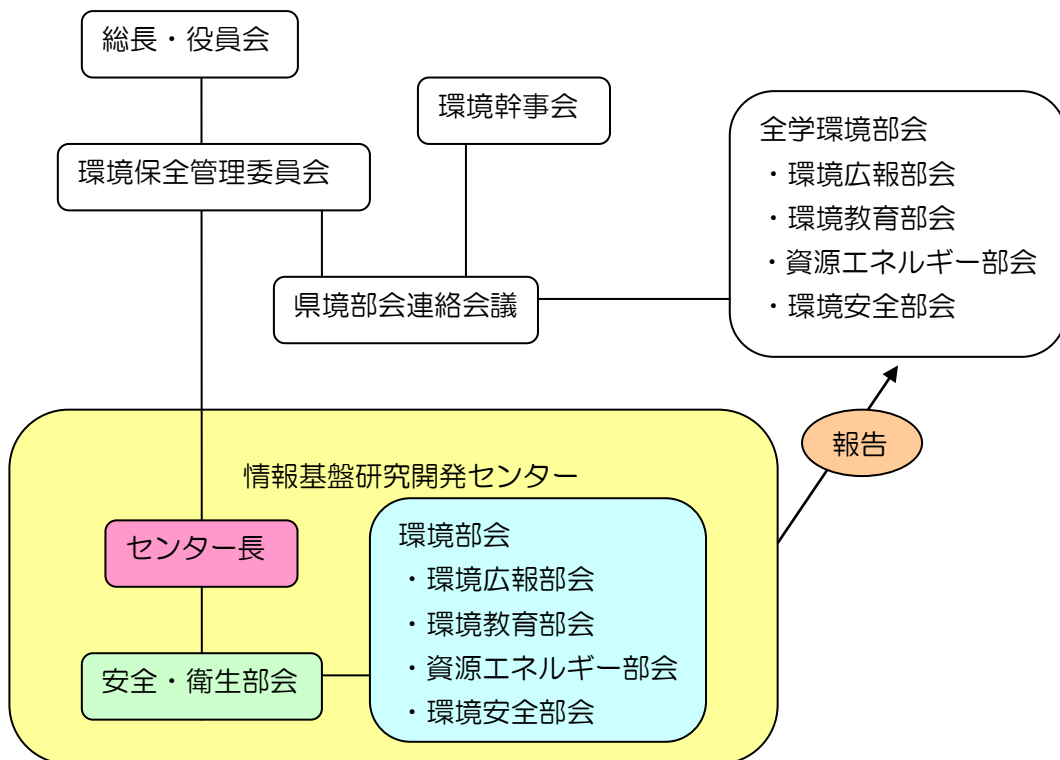 総長・役員会
環境幹事会
環境保全管理委員会
県境部会連絡会議
全学環境部会
・環境広報部会
・環境教育部会
・資源エネルギー部会
・環境安全部会
報告
情報基盤研究開発センター
センター長
安全・衛生部会
環境部会
・環境広報部会
・環境教育部会
・資源エネルギー部会
・環境安全部会